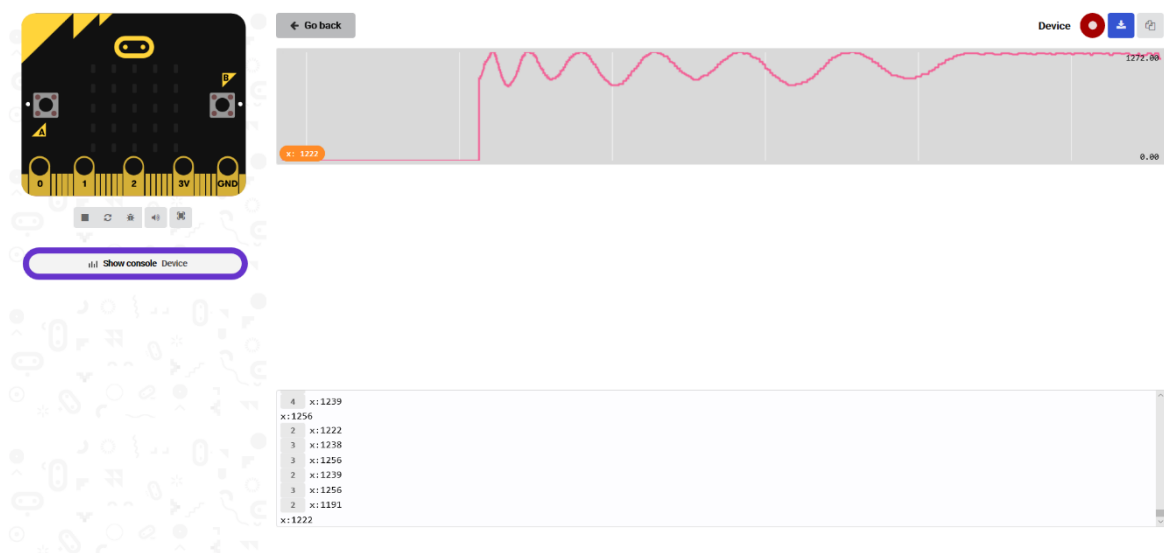 Go back
Device
1272.00
x: 1222
0.00
B
A
0 1 2 3V GND
Show console Device
4 x:1239
x:1256
2 x:1222
3 x:1238
3 x:1256
2 x:1239
3 x:1256
2 x:1191
x:1222